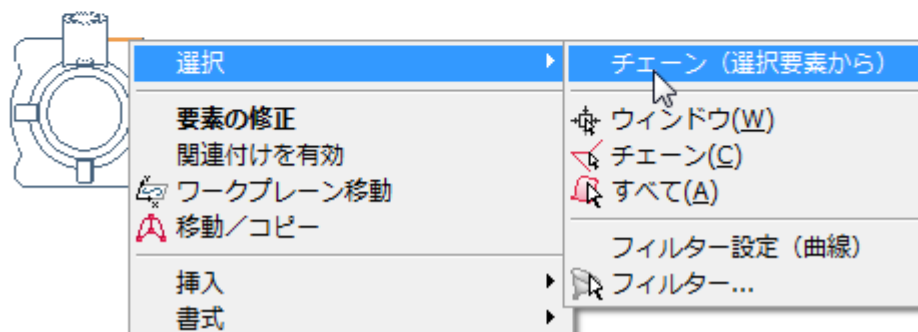 選択
要素の修正
関連付けを有効
ワークプレーン移動
移動／コピー
挿入
書式
チェーン（選択要素から）
ウィンドウ(W)
チェーン(C)
すべて(A)
フィルター設定（曲線）
フィルター...